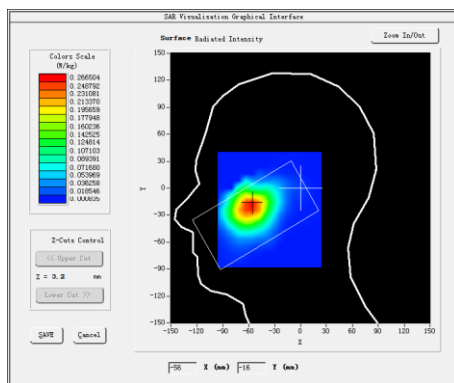 SAR Visualisation Graphical Interface
Surface Radiated Intensity
Zoom In/Out
Colors Scale
(W/kg)
0.266504
0.248792
0.231081
0.213370
0.195659
0.177948
0.160236
0.142525
0.124814
0.107103
0.089391
0.071680
0.053969
0.036258
0.018546
0.000835
150
120
90
60
30
0
-30
-60
-90
-120
-150
Y
Z-Cuts Control
<< Upper Cut
Z = 3.2 mm
Lower Cut >>
SAVE Cancel
-150 -120 -90 -60 -30 0 30 60 90 120 150
X
-56 X (mm) -16 Y (mm)